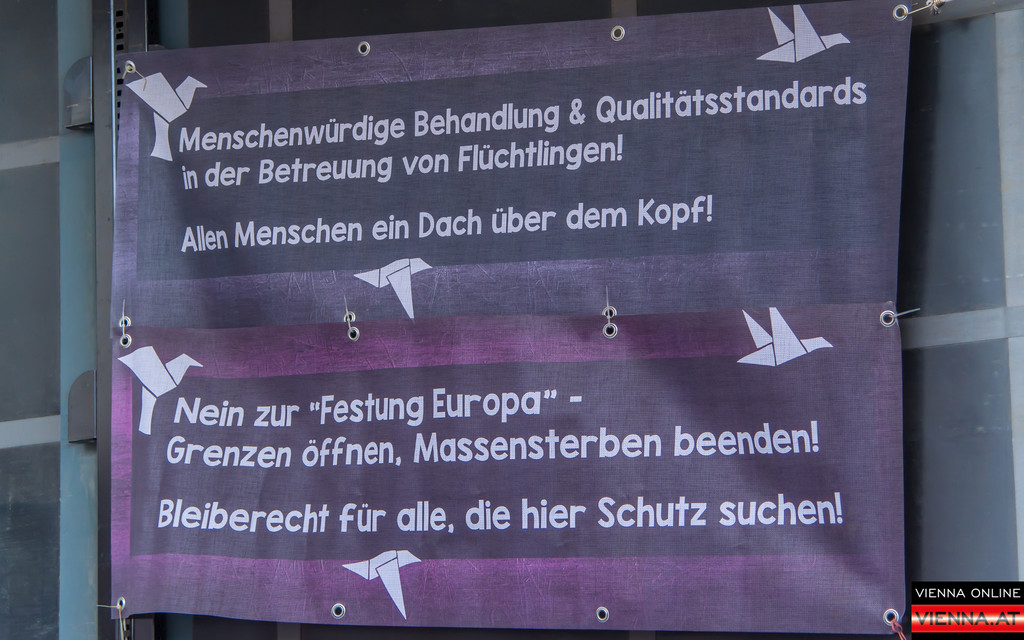 Menschenwürdige Behandlung & Qualitätsstandards
in der Betreuung von Flüchtlingen!
Allen Menschen ein Dach über dem Kopf!
Nein zur "Festung Europa" -
Grenzen öffnen, Massensterben beenden!
Bleiberecht für alle, die hier Schutz suchen!
VIENNA ONLINE
VIENNA.AT